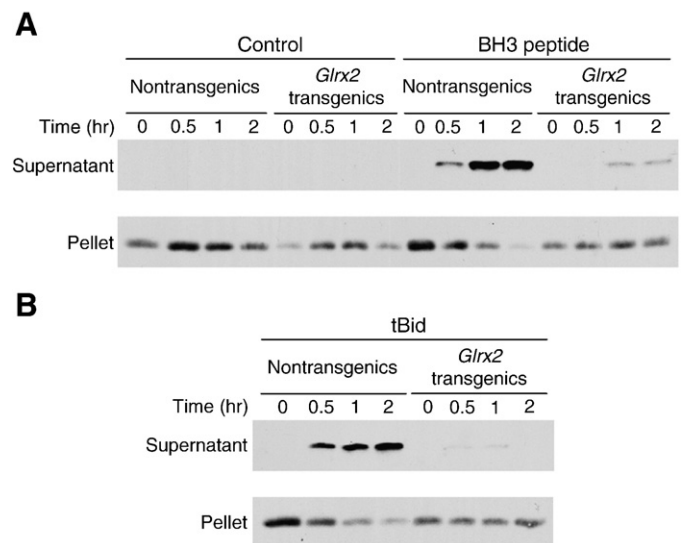 A
Control BH3 peptide
Nontransgenics Glrx2 transgenics Nontransgenics Glrx2 transgenics
Time (hr) 0 0.5 1 2 0 0.5 1 2 0 0.5 1 2 0 0.5 1 2
Supernatant
Pellet
B
tBid
Nontransgenics Glrx2 transgenics
Time (hr) 0 0.5 1 2 0 0.5 1 2
Supernatant
Pellet